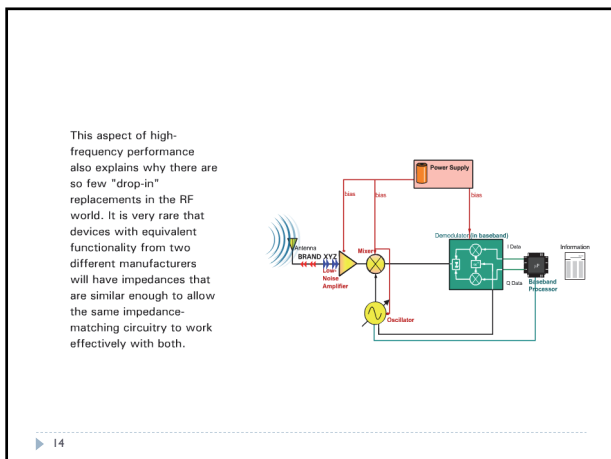 This aspect of high-
frequency performance
also explains why there are
so few "drop-in"
replacements in the RF
world. It is very rare that
devices with equivalent
functionality from two
different manufacturers
will have impedances that
are similar enough to allow
the same impedance-
matching circuitry to work
effectively with both.
Power Supply
bias
bias
bias
Demodulator (in baseband)
Antenna
BRAND XYZ
Mixer
Low-
Noise
Amplifier
I Data
Information
Q Data
Baseband
Processor
Oscillator
14